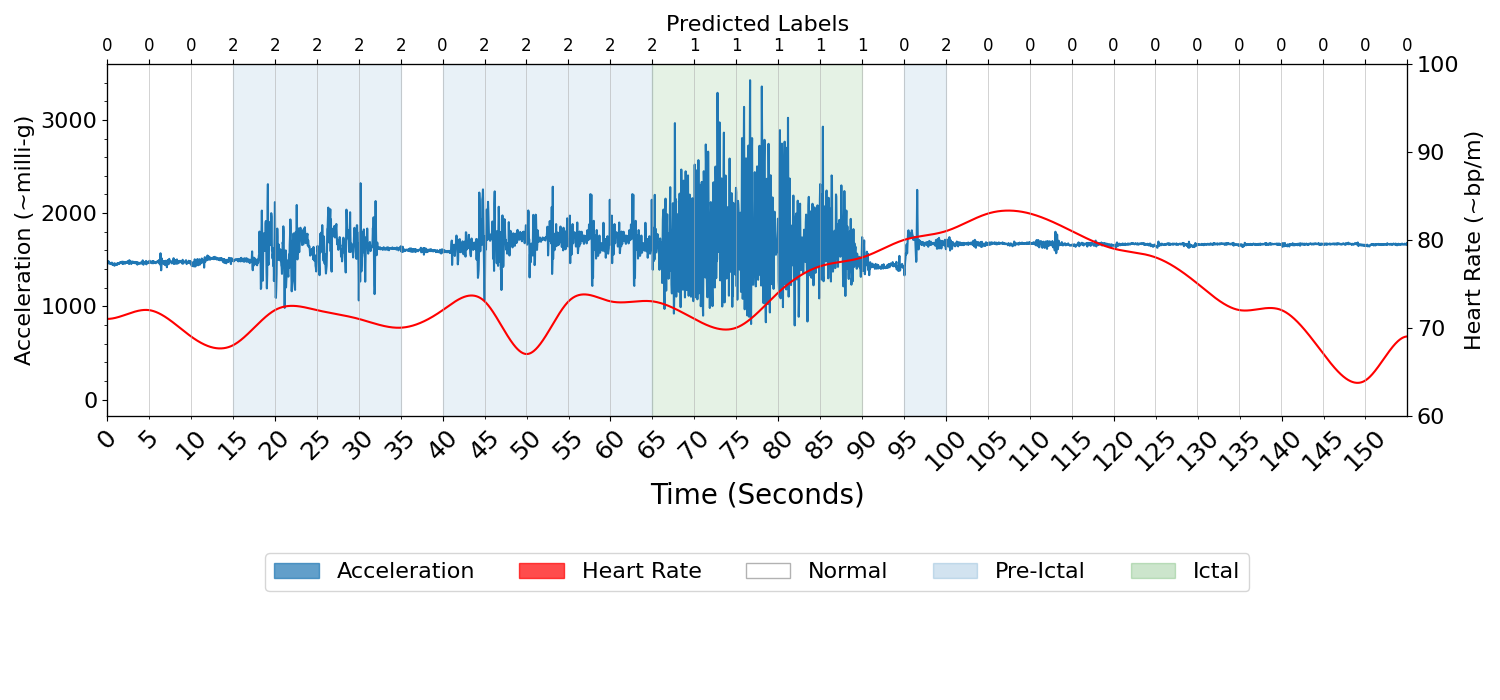 Predicted Labels
0 0 0 2 2 2 2 2 0 2 2 2 2 2 1 1 1 1 1 0 2 0 0 0 0 0 0 0 0 0 0 0
Acceleration (~milli-g)
3000
2000
1000
0
100
90
80
70
60
Heart Rate (~bp/m)
0 5 10 15 20 25 30 35 40 45 50 55 60 65 70 75 80 85 90 95 100 105 110 115 120 125 130 135 140 145 150
Time (Seconds)
Acceleration Heart Rate Normal Pre-Ictal Ictal